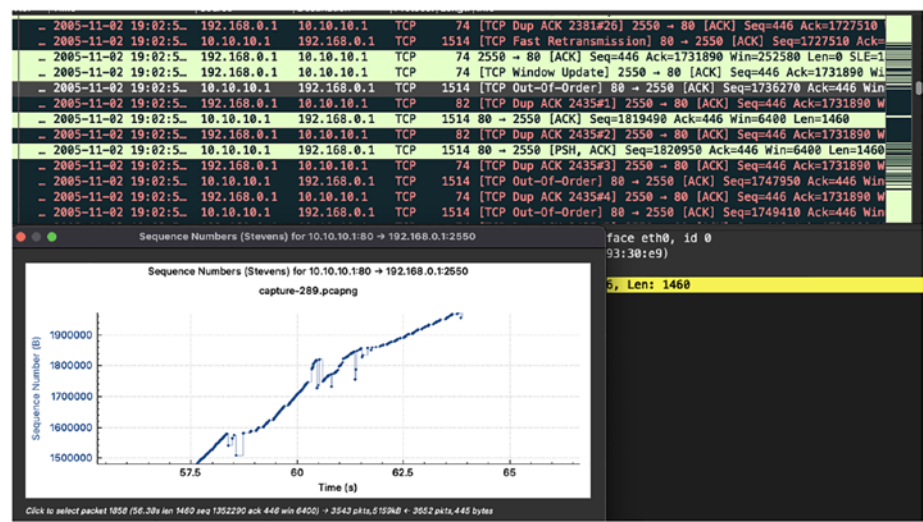 … 2005-11-02 19:02:5… 192.168.0.1 10.10.10.1 TCP 74 [TCP Dup ACK 2381#26] 2550 → 80 [ACK] Seq=446 Ack=1727510
… 2005-11-02 19:02:5… 10.10.10.1 192.168.0.1 TCP 1514 [TCP Fast Retransmission] 80 → 2550 [ACK] Seq=1727510 Ack=
… 2005-11-02 19:02:5… 192.168.0.1 10.10.10.1 TCP 74 2550 → 80 [ACK] Seq=446 Ack=1731890 Win=252580 Len=0 SLE=1
… 2005-11-02 19:02:5… 192.168.0.1 10.10.10.1 TCP 74 [TCP Window Update] 2550 → 80 [ACK] Seq=446 Ack=1731890 Wi
… 2005-11-02 19:02:5… 10.10.10.1 192.168.0.1 TCP 1514 [TCP Out-Of-Order] 80 → 2550 [ACK] Seq=1736270 Ack=446 Win
… 2005-11-02 19:02:5… 192.168.0.1 10.10.10.1 TCP 82 [TCP Dup ACK 2435#1] 2550 → 80 [ACK] Seq=446 Ack=1731890 W
… 2005-11-02 19:02:5… 10.10.10.1 192.168.0.1 TCP 1514 80 → 2550 [ACK] Seq=1819490 Ack=446 Win=6400 Len=1460
… 2005-11-02 19:02:5… 192.168.0.1 10.10.10.1 TCP 82 [TCP Dup ACK 2435#2] 2550 → 80 [ACK] Seq=446 Ack=1731890 W
… 2005-11-02 19:02:5… 10.10.10.1 192.168.0.1 TCP 1514 80 → 2550 [PSH, ACK] Seq=1820950 Ack=446 Win=6400 Len=1460
… 2005-11-02 19:02:5… 192.168.0.1 10.10.10.1 TCP 74 [TCP Dup ACK 2435#3] 2550 → 80 [ACK] Seq=446 Ack=1731890 W
… 2005-11-02 19:02:5… 10.10.10.1 192.168.0.1 TCP 1514 [TCP Out-Of-Order] 80 → 2550 [ACK] Seq=1747950 Ack=446 Win
… 2005-11-02 19:02:5… 192.168.0.1 10.10.10.1 TCP 74 [TCP Dup ACK 2435#4] 2550 → 80 [ACK] Seq=446 Ack=1731890 W
… 2005-11-02 19:02:5… 10.10.10.1 192.168.0.1 TCP 1514 [TCP Out-Of-Order] 80 → 2550 [ACK] Seq=1749410 Ack=446 Win
Sequence Numbers (Stevens) for 10.10.10.1:80 → 192.168.0.1:2550
face eth0, id 0
93:30:e9)
6, Len: 1460
Sequence Numbers (Stevens) for 10.10.10.1:80 → 192.168.0.1:2550
capture-289.pcapng
Sequence Number (B)
1900000
1800000
1700000
1600000
1500000
57.5 60 62.5 65
Time (s)
Click to select packet 1858 (56.38s len 1460 seq 1352290 ack 446 win 6400) → 3543 pkts, 5159kB ← 3652 pkts, 445 bytes